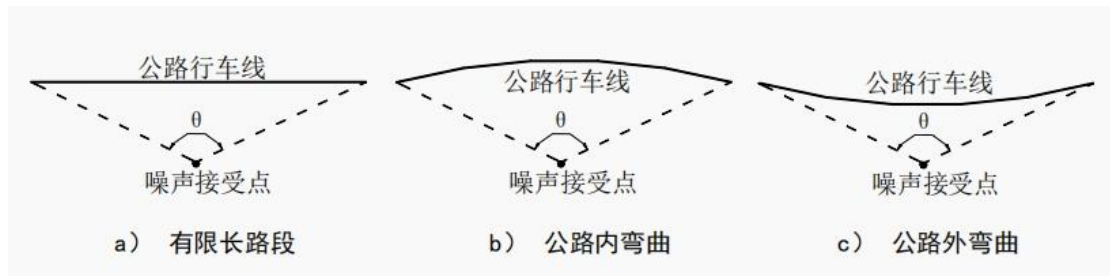 公路行车线
θ
噪声接受点
a） 有限长路段
公路行车线
θ
噪声接受点
b） 公路内弯曲
公路行车线
θ
噪声接受点
c） 公路外弯曲